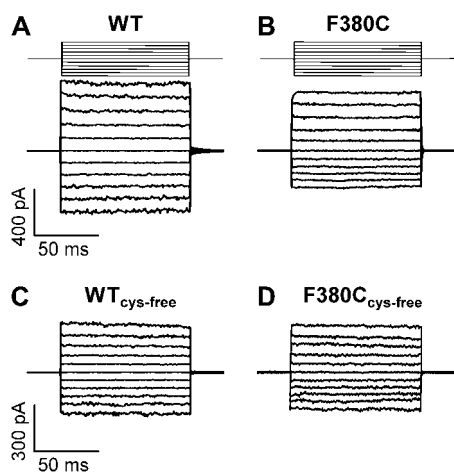 A WT
B F380C
400 pA
50 ms
C WTcys-free
D F380Ccys-free
300 pA
50 ms